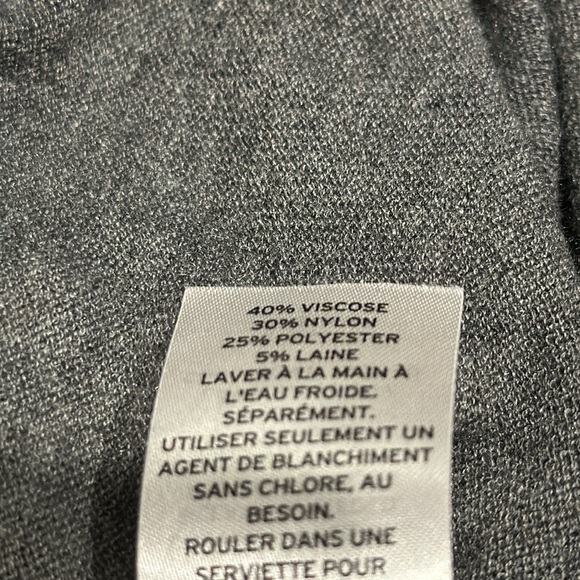 40% VISCOSE
30% NYLON
25% POLYESTER
5% LAINE
LAVER À LA MAIN À
L'EAU FROIDE.
SÉPARÉMENT.
UTILISER SEULEMENT UN
AGENT DE BLANCHIMENT
SANS CHLORE, AU
BESOIN.
ROULER DANS UNE
SERVIETTE POUR